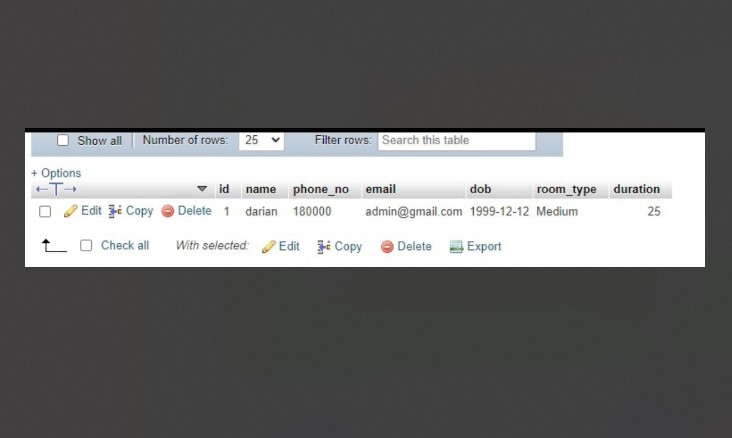 Show all Number of rows: 25 Filter rows: Search this table
+ Options
id name phone_no email dob room_type duration
Edit Copy Delete 1 darian 180000 admin@gmail.com 1999-12-12 Medium 25
Check all With selected: Edit Copy Delete Export